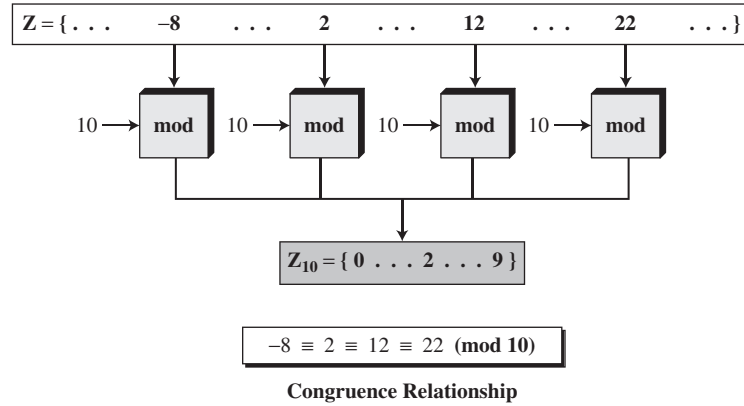 Z = { . . . −8 . . . 2 . . . 12 . . . 22 . . . }
10 mod 10 mod 10 mod 10 mod
Z₁₀ = { 0 . . . 2 . . . 9 }
−8 ≡ 2 ≡ 12 ≡ 22 (mod 10)
Congruence Relationship